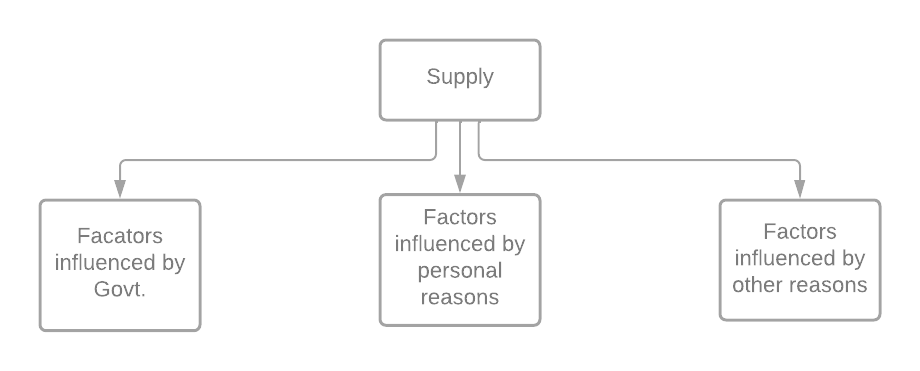 Supply
Facators
influenced by
Govt.
Factors
influenced by
personal
reasons
Factors
influenced by
other reasons